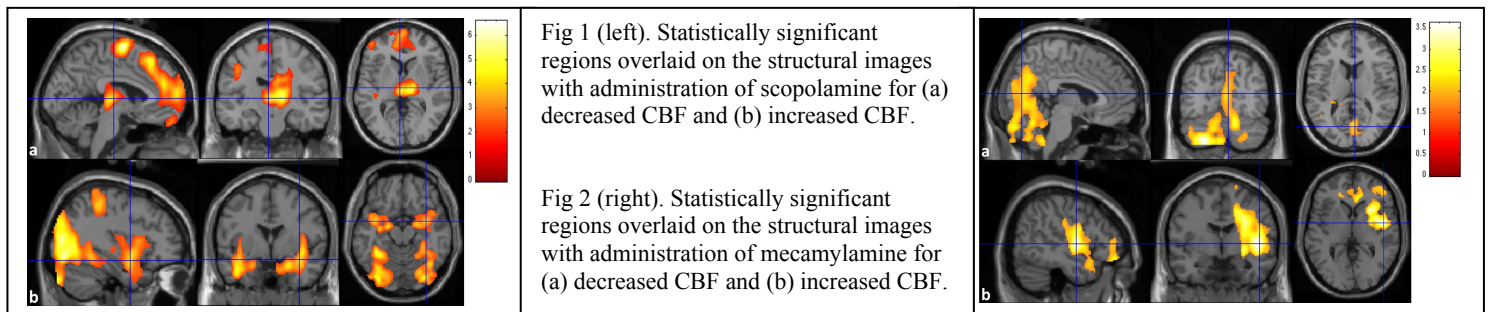 6
5
4
3
2
1
0
a
b
Fig 1 (left). Statistically significant
regions overlaid on the structural images
with administration of scopolamine for (a)
decreased CBF and (b) increased CBF.
Fig 2 (right). Statistically significant
regions overlaid on the structural images
with administration of mecamylamine for
(a) decreased CBF and (b) increased CBF.
3.5
3
2.5
2
1.5
1
0.5
0
a
b